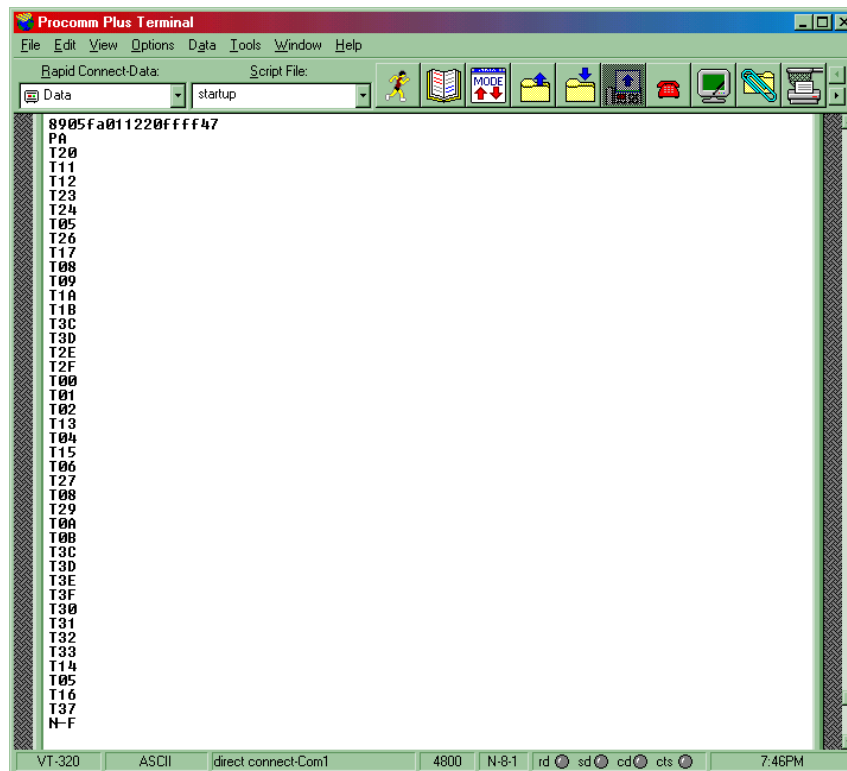 Procomm Plus Terminal
File Edit View Options Data Tools Window Help
Rapid Connect-Data: Script File:
Data startup
MODE
8905fa011220ffff47
PA
T20
T11
T12
T23
T24
T05
T26
T17
T08
T09
T1A
T1B
T3C
T3D
T2E
T2F
T00
T01
T02
T13
T04
T15
T06
T27
T08
T29
T0A
T0B
T3C
T3D
T3E
T3F
T30
T31
T32
T33
T14
T05
T16
T37
N-F
VT-320 ASCII direct connect-Com1 4800 N-8-1 rd sd cd cts 7:46PM